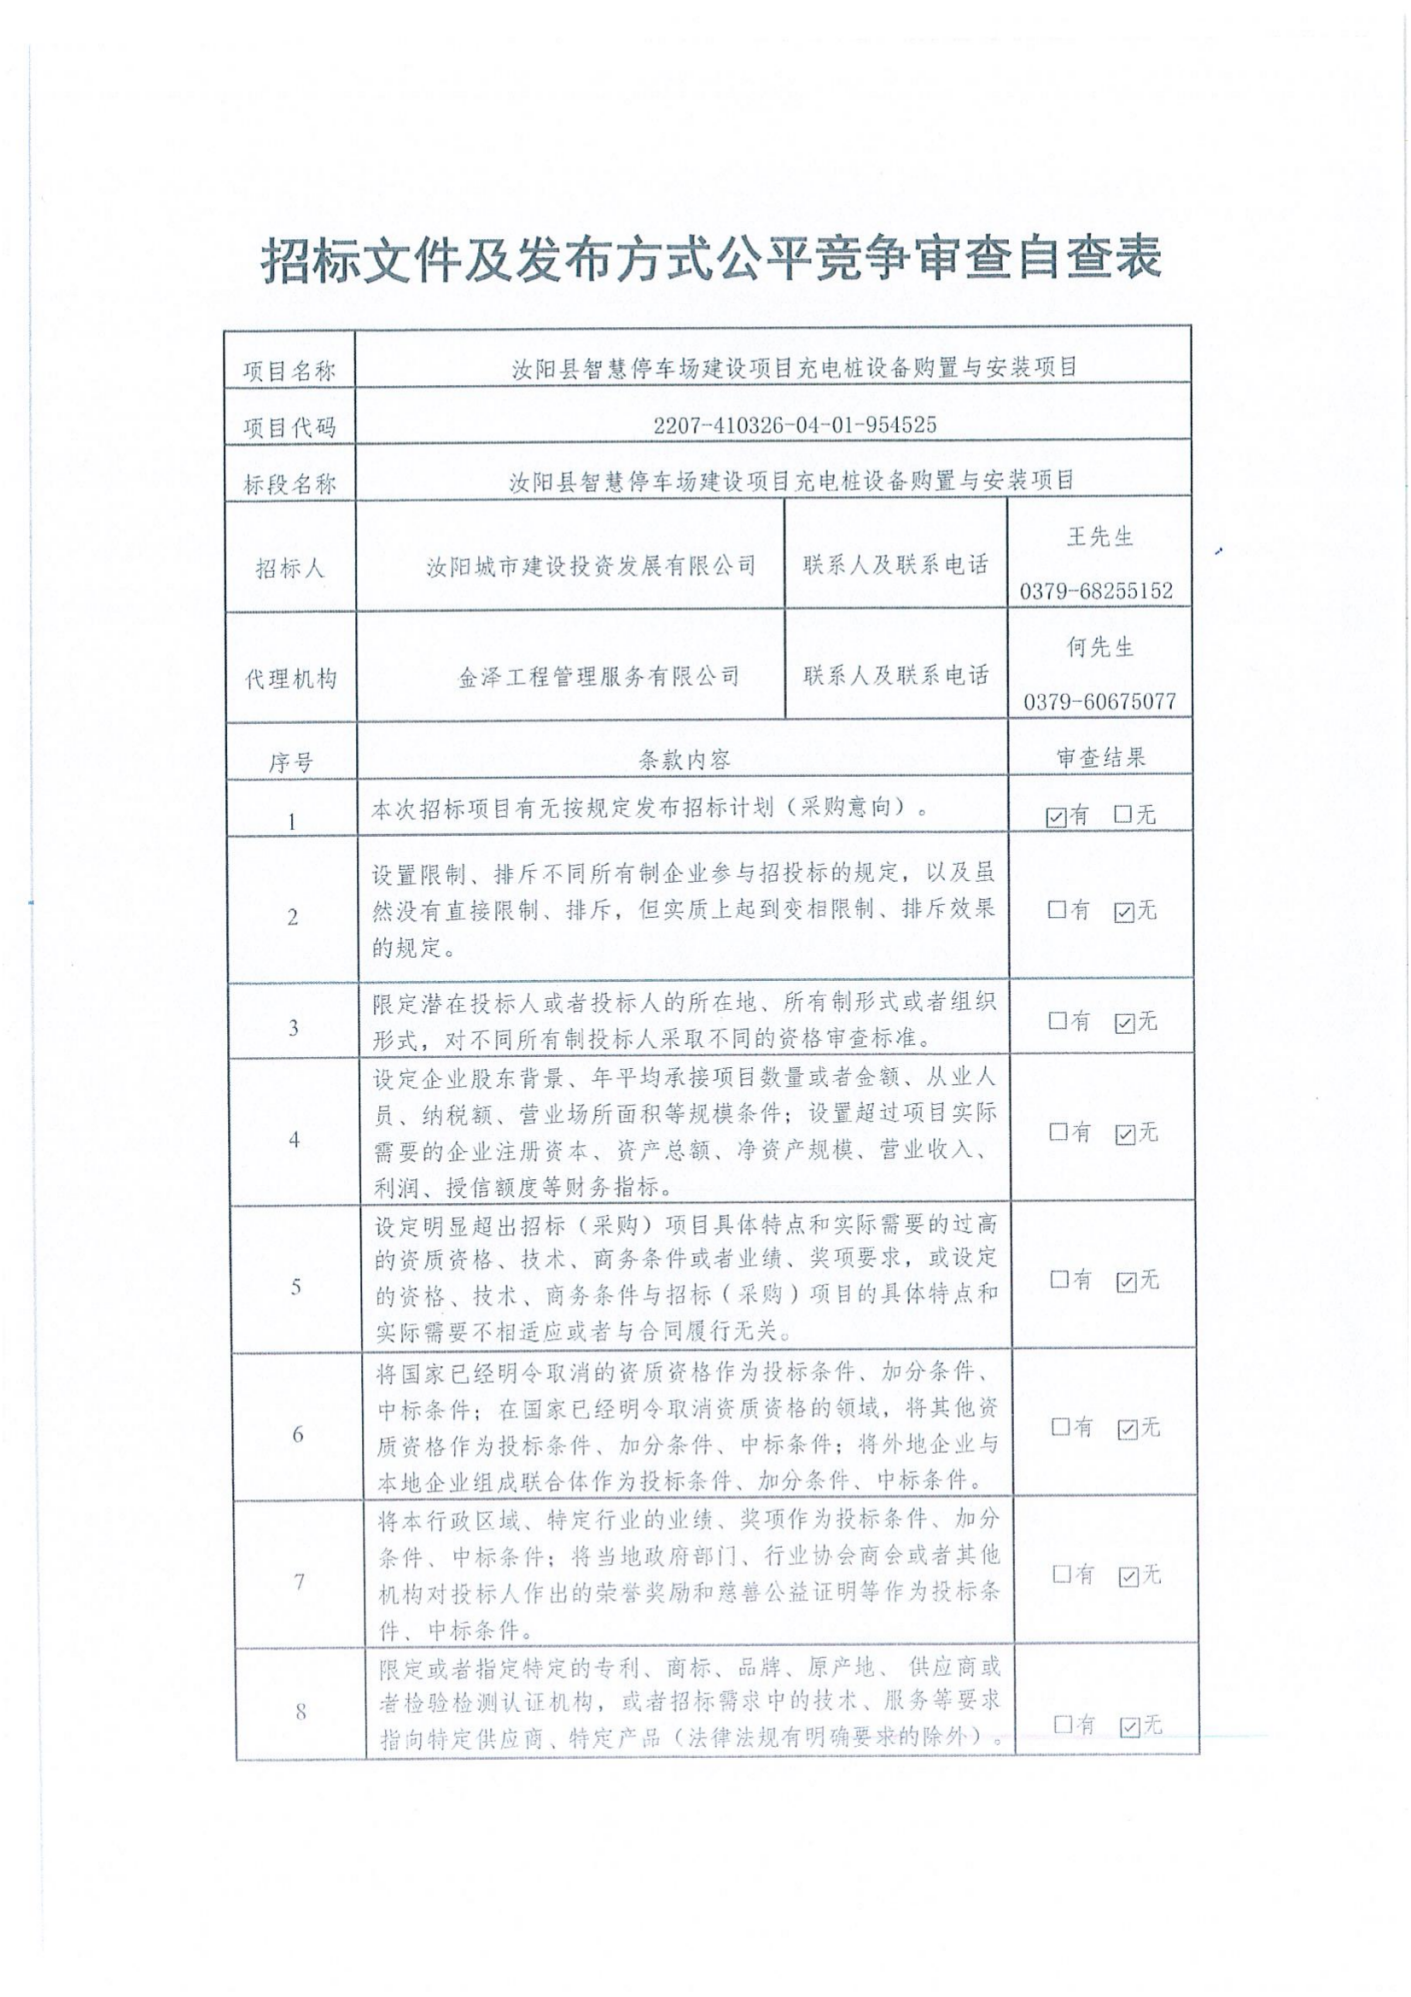 招标文件及发布方式公平竞争审查自查表
项目名称 汝阳县智慧停车场建设项目充电桩设备购置与安装项目
项目代码 2207-410326-04-01-954525
标段名称 汝阳县智慧停车场建设项目充电桩设备购置与安装项目
招标人 汝阳城市建设投资发展有限公司 联系人及联系电话 王先生
0379-68255152
代理机构 金泽工程管理服务有限公司 联系人及联系电话 何先生
0379-60675077
序号 条款内容 审查结果
1 本次招标项目有无按规定发布招标计划（采购意向）。 ☑有 □无
设置限制、排斥不同所有制企业参与招投标的规定，以及虽
2 然没有直接限制、排斥，但实质上起到变相限制、排斥效果 □有 ☑无
的规定。
限定潜在投标人或者投标人的所在地、所有制形式或者组织
3 形式，对不同所有制投标人采取不同的资格审查标准。 □有 ☑无
设定企业股东背景、年平均承接项目数量或者金额、从业人
员、纳税额、营业场所面积等规模条件；设置超过项目实际
4 需要的企业注册资本、资产总额、净资产规模、营业收入、 □有 ☑无
利润、授信额度等财务指标。
设定明显超出招标（采购）项目具体特点和实际需要的过高
的资质资格、技术、商务条件或者业绩、奖项要求，或设定
5 的资格、技术、商务条件与招标（采购）项目的具体特点和 □有 ☑无
实际需要不相适应或者与合同履行无关。
将国家已经明令取消的资质资格作为投标条件、加分条件、
中标条件；在国家已经明令取消资质资格的领域，将其他资
6 质资格作为投标条件、加分条件、中标条件；将外地企业与 □有 ☑无
本地企业组成联合体作为投标条件、加分条件、中标条件。
将本行政区域、特定行业的业绩、奖项作为投标条件、加分
条件、中标条件；将当地政府部门、行业协会商会或者其他
7 机构对投标人作出的荣誉奖励和慈善公益证明等作为投标条 □有 ☑无
件、中标条件。
限定或者指定特定的专利、商标、品牌、原产地、供应商或
8 者检验检测认证机构，或者招标需求中的技术、服务等要求 □有 ☑无
指向特定供应商、特定产品（法律法规有明确要求的除外）。